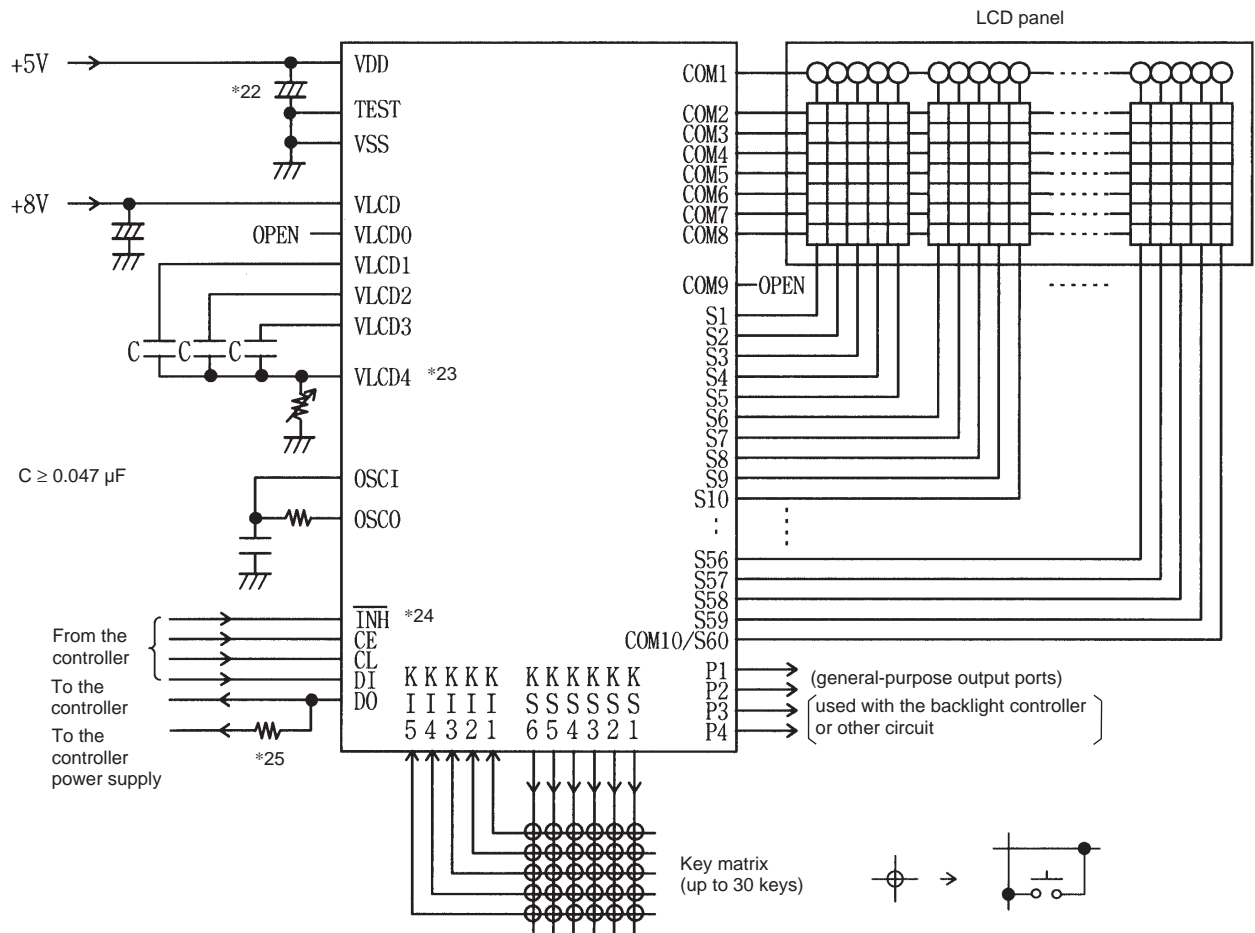 LCD panel
+5V
*22
VDD
TEST
VSS
+8V
VLCD
OPEN
VLCD0
VLCD1
VLCD2
VLCD3
C C C
VLCD4 *23
C ≥ 0.047 µF
OSCI
OSCO
INH *24
CE
CL
DI
DO
From the
controller
To the
controller
To the
controller
power supply
*25
COM1
COM2
COM3
COM4
COM5
COM6
COM7
COM8
COM9 OPEN
S1
S2
S3
S4
S5
S6
S7
S8
S9
S10
S56
S57
S58
S59
COM10/S60
P1
P2
P3
P4
(general-purpose output ports)
used with the backlight controller
or other circuit
K K K K K K K K K K K
I I I I I S S S S S S
5 4 3 2 1 6 5 4 3 2 1
Key matrix
(up to 30 keys)